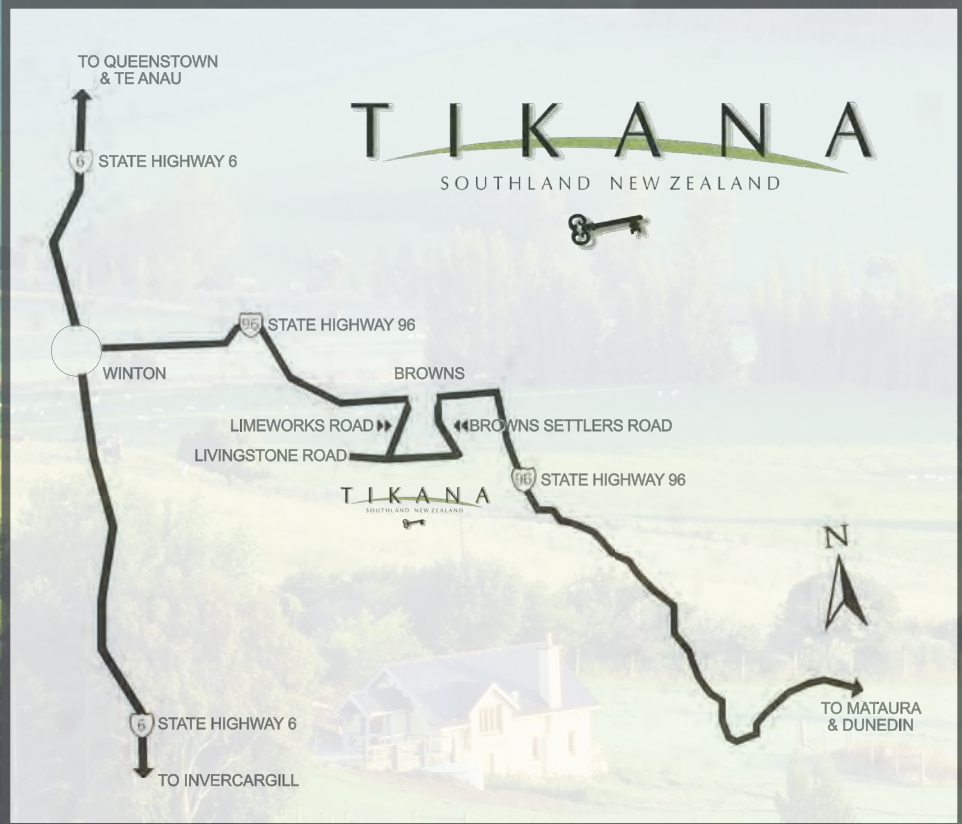 TO QUEENSTOWN
& TE ANAU
TIKANA
SOUTHLAND NEW ZEALAND
6 STATE HIGHWAY 6
96 STATE HIGHWAY 96
WINTON
BROWNS
LIMEWORKS ROAD
BROWNS SETTLERS ROAD
LIVINGSTONE ROAD
96 STATE HIGHWAY 96
TIKANA
SOUTHLAND NEW ZEALAND
N
TO MATAURA
& DUNEDIN
6 STATE HIGHWAY 6
TO INVERCARGILL